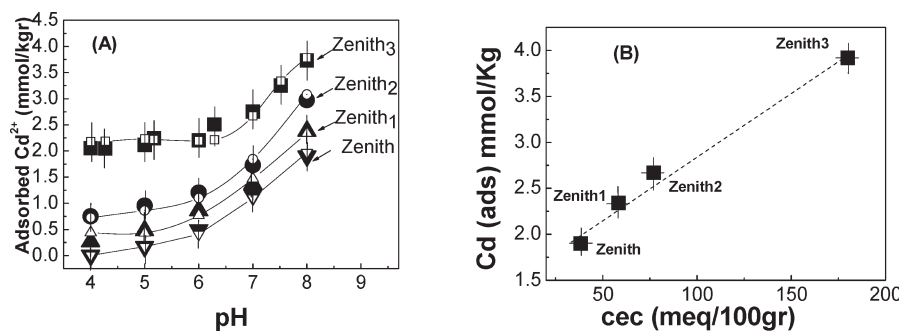 (A)
Adsorbed Cd²⁺ (mmol/kgr)
4.5
4.0
3.5
3.0
2.5
2.0
1.5
1.0
0.5
0.0
Zenith₃
Zenith₂
Zenith₁
Zenith
4 5 6 7 8
pH
(B)
Cd (ads) mmol/Kg
4.5
4.0
3.5
3.0
2.5
2.0
1.5
Zenith3
Zenith1
Zenith2
Zenith
50 100 150 200
cec (meq/100gr)